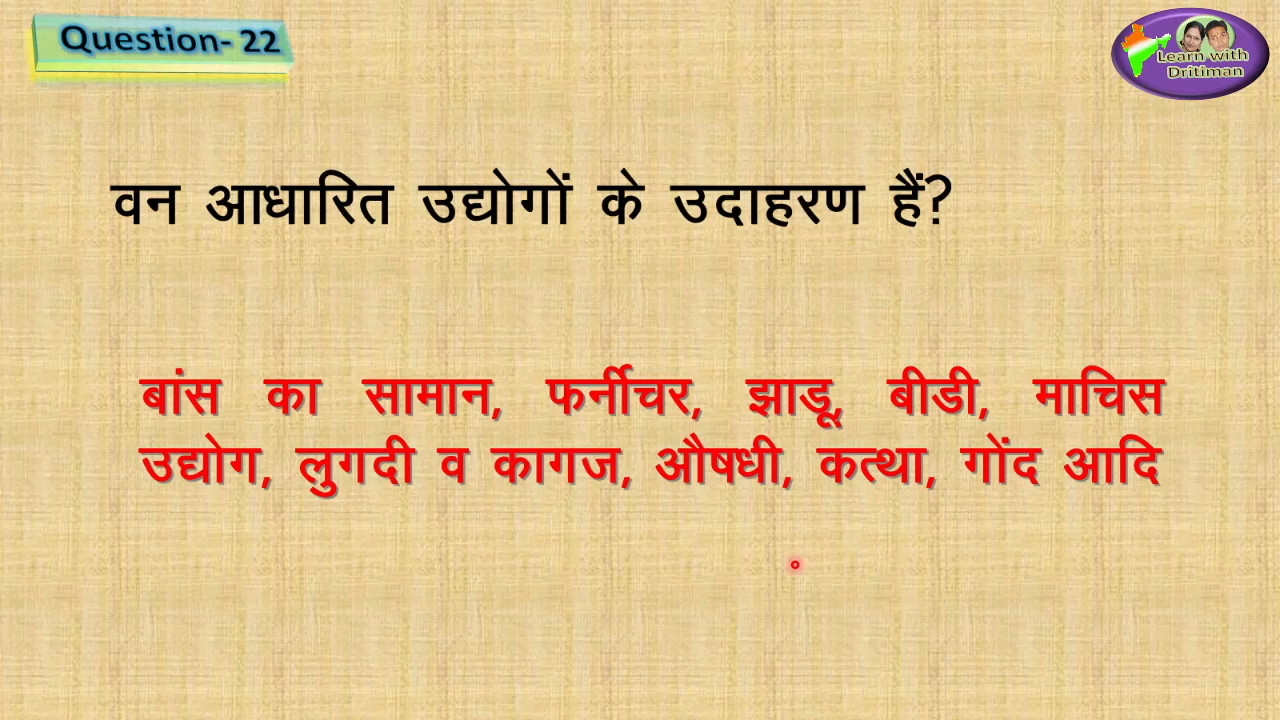 Question- 22
Learn with
Dritiman
वन आधारित उद्योगों के उदाहरण हैं?
बांस का सामान, फर्नीचर, झाडू, बीडी, माचिस
उद्योग, लुगदी व कागज, औषधी, कत्था, गोंद आदि